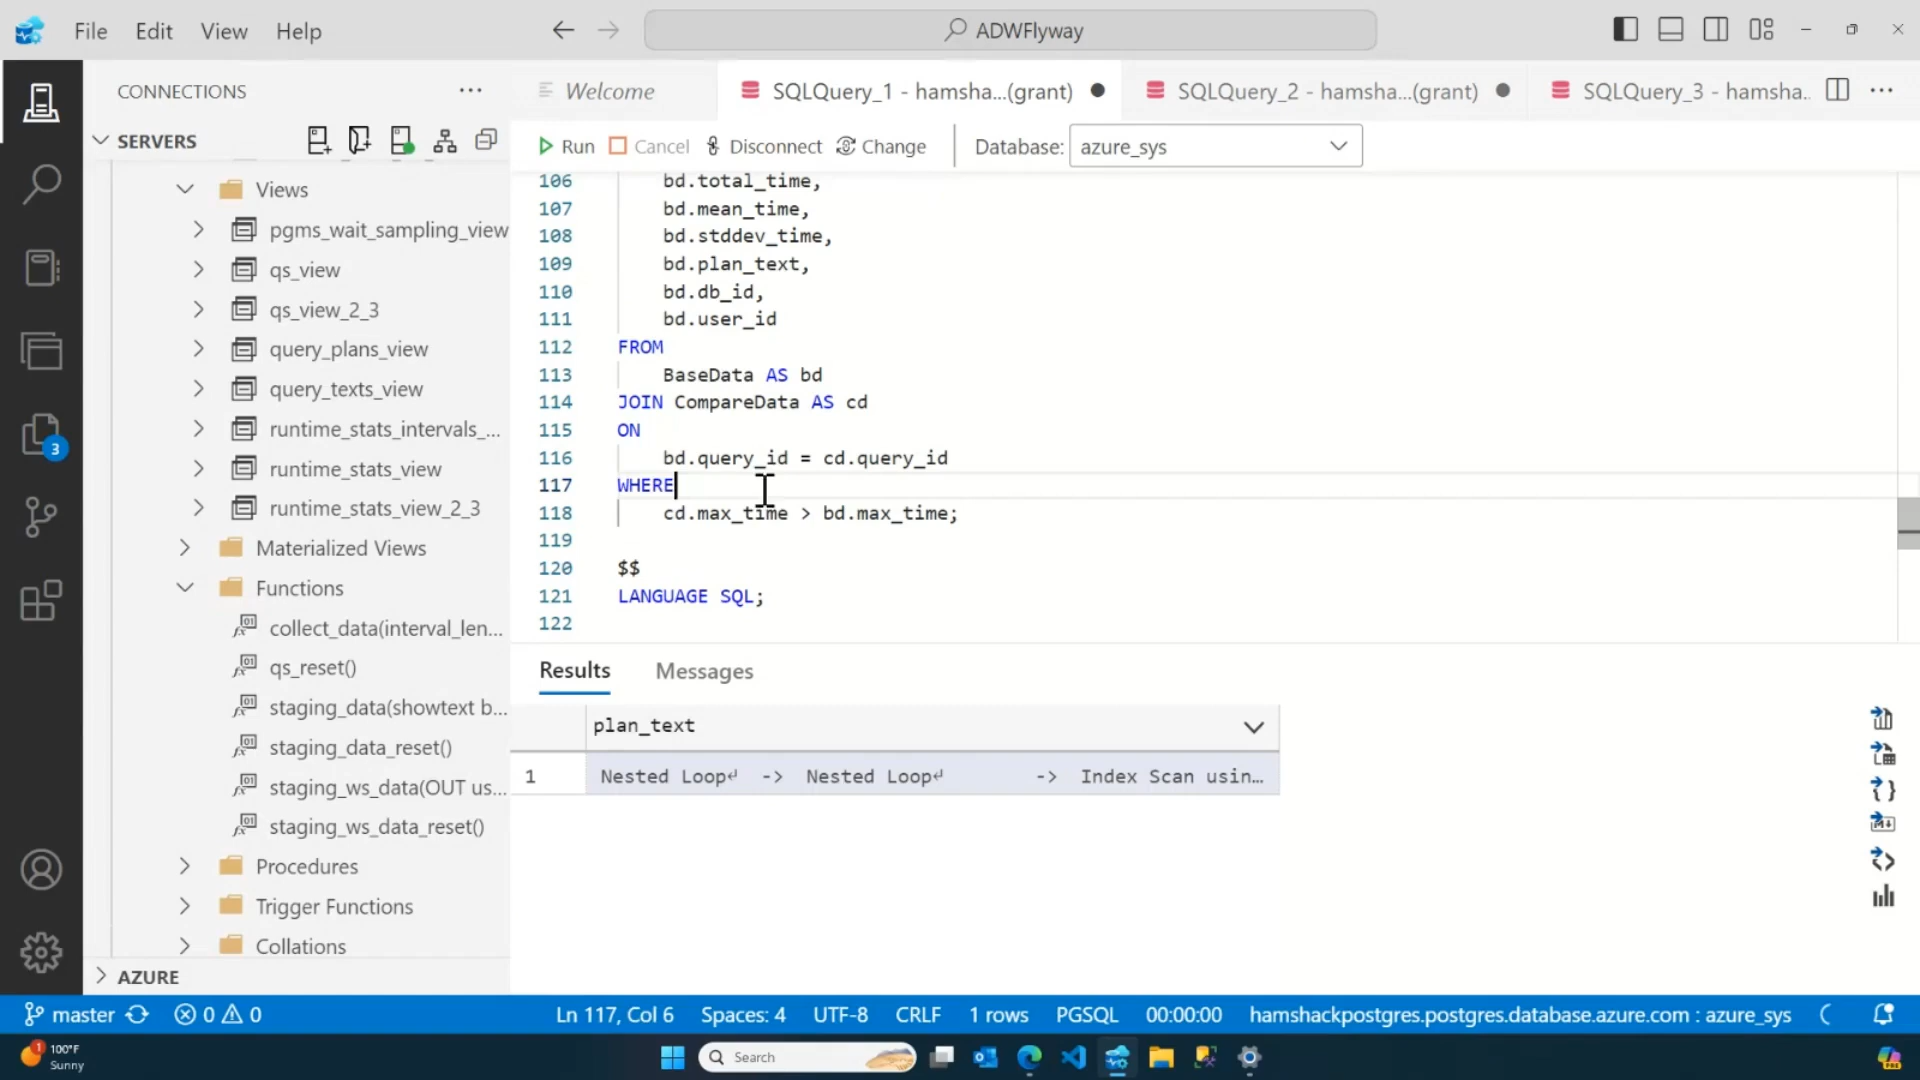 File Edit View Help
ADWFlyway
CONNECTIONS
Welcome
SQLQuery_1 - hamsha...(grant)
SQLQuery_2 - hamsha...(grant)
SQLQuery_3 - hamsha..
SERVERS
Run Cancel Disconnect Change Database: azure_sys
Views
pgms_wait_sampling_view
qs_view
qs_view_2_3
query_plans_view
query_texts_view
runtime_stats_intervals_...
runtime_stats_view
runtime_stats_view_2_3
Materialized Views
Functions
collect_data(interval_len...
qs_reset()
staging_data(showtext b...
staging_data_reset()
staging_ws_data(OUT us...
staging_ws_data_reset()
Procedures
Trigger Functions
Collations
AZURE
106 bd.total_time,
107 bd.mean_time,
108 bd.stddev_time,
109 bd.plan_text,
110 bd.db_id,
111 bd.user_id
112 FROM
113 BaseData AS bd
114 JOIN CompareData AS cd
115 ON
116 bd.query_id = cd.query_id
117 WHERE
118 cd.max_time > bd.max_time;
119
120 $$
121 LANGUAGE SQL;
122
Results Messages
plan_text
1 Nested Loop↵ -> Nested Loop↵ -> Index Scan usin...
3
master 0 0 Ln 117, Col 6 Spaces: 4 UTF-8 CRLF 1 rows PGSQL 00:00:00 hamshackpostgres.postgres.database.azure.com : azure_sys
1
100°F
Sunny
Search